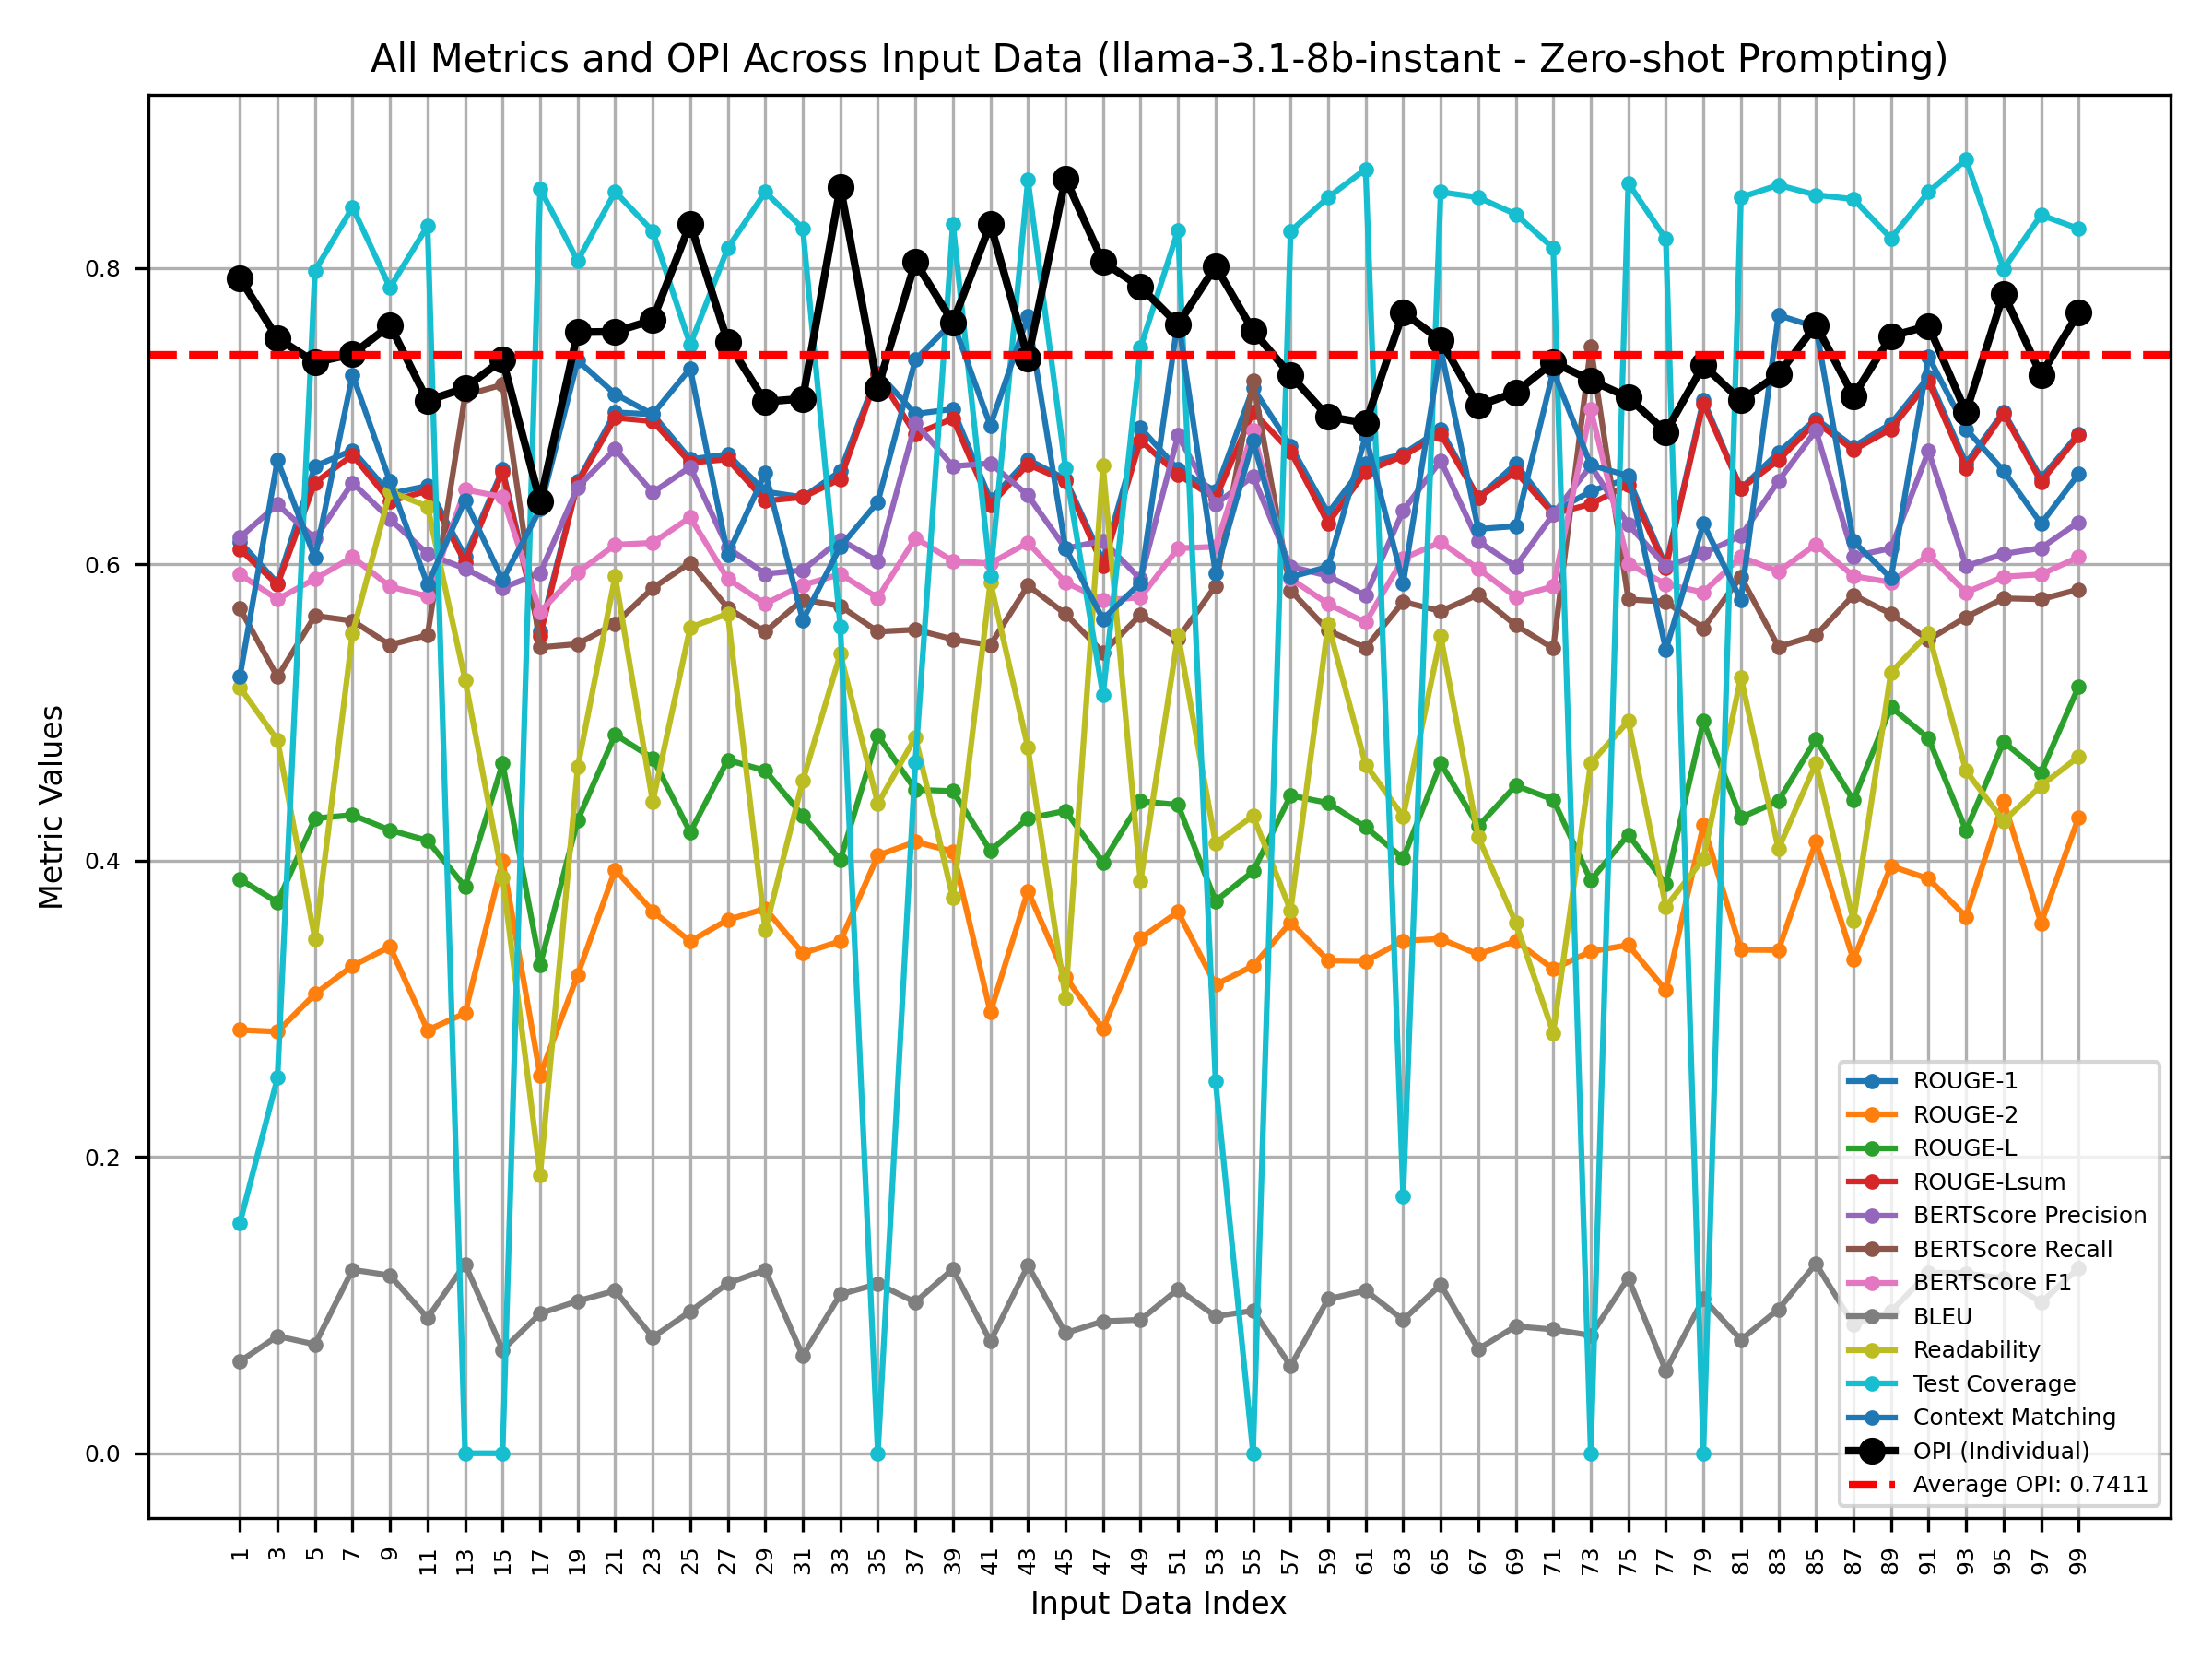 All Metrics and OPI Across Input Data (llama-3.1-8b-instant - Zero-shot Prompting)
Metric Values
0.8
0.6
0.4
0.2
0.0
ROUGE-1
ROUGE-2
ROUGE-L
ROUGE-Lsum
BERTScore Precision
BERTScore Recall
BERTScore F1
BLEU
Readability
Test Coverage
Context Matching
OPI (Individual)
Average OPI: 0.7411
1 3 5 7 9 11 13 15 17 19 21 23 25 27 29 31 33 35 37 39 41 43 45 47 49 51 53 55 57 59 61 63 65 67 69 71 73 75 77 79 81 83 85 87 89 91 93 95 97 99
Input Data Index